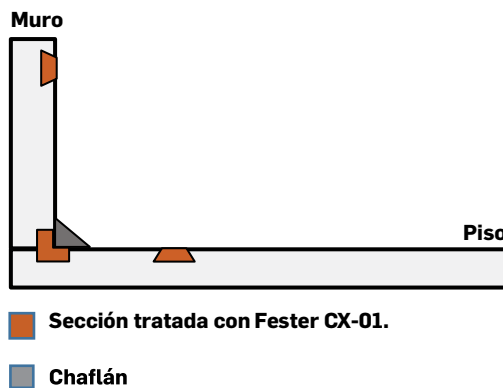 Muro
Piso
Sección tratada con Fester CX-01.
Chaflán